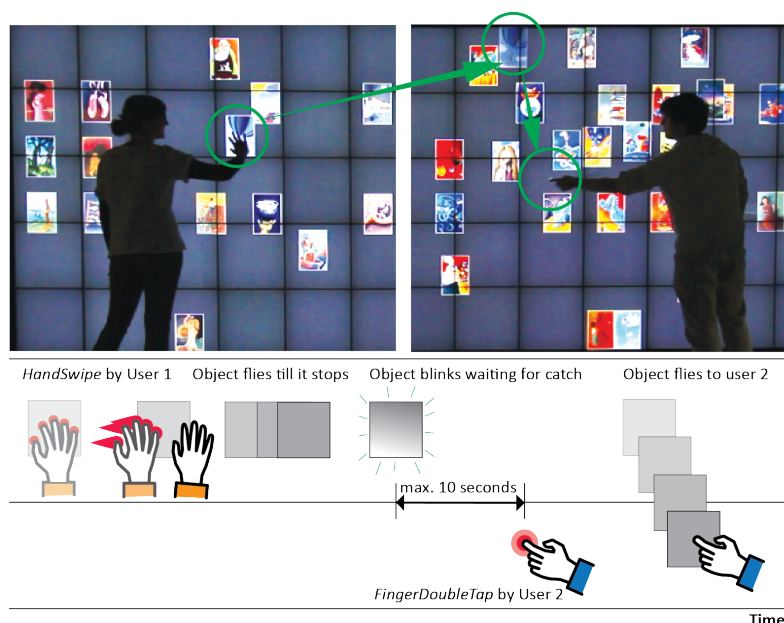 HandSwipe by User 1
Object flies till it stops
Object blinks waiting for catch
Object flies to user 2
max. 10 seconds
FingerDoubleTap by User 2
Time